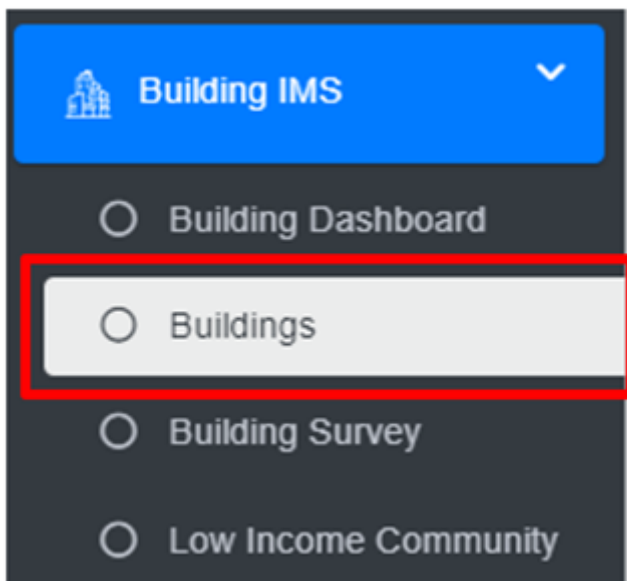 Building IMS
Building Dashboard
Buildings
Building Survey
Low Income Community